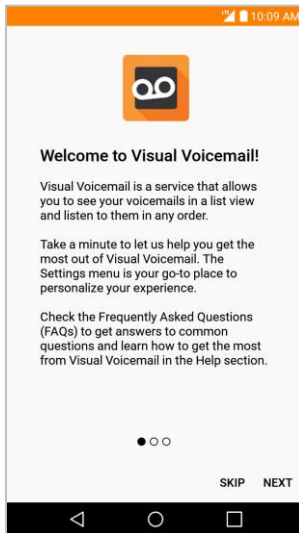 LTE 10:09 AM
Welcome to Visual Voicemail!
Visual Voicemail is a service that allows
you to see your voicemails in a list view
and listen to them in any order.
Take a minute to let us help you get the
most out of Visual Voicemail. The
Settings menu is your go-to place to
personalize your experience.
Check the Frequently Asked Questions
(FAQs) to get answers to common
questions and learn how to get the most
from Visual Voicemail in the Help section.
SKIP NEXT